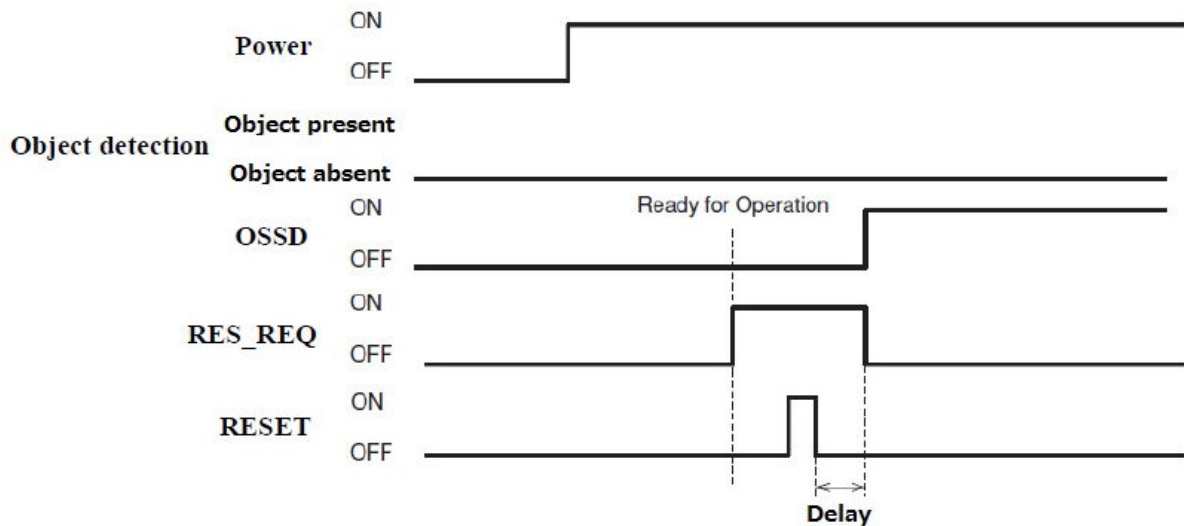 ON
Power
OFF
Object present
Object detection
Object absent
ON
Ready for Operation
OSSD
OFF
ON
RES_REQ
OFF
ON
RESET
OFF
Delay